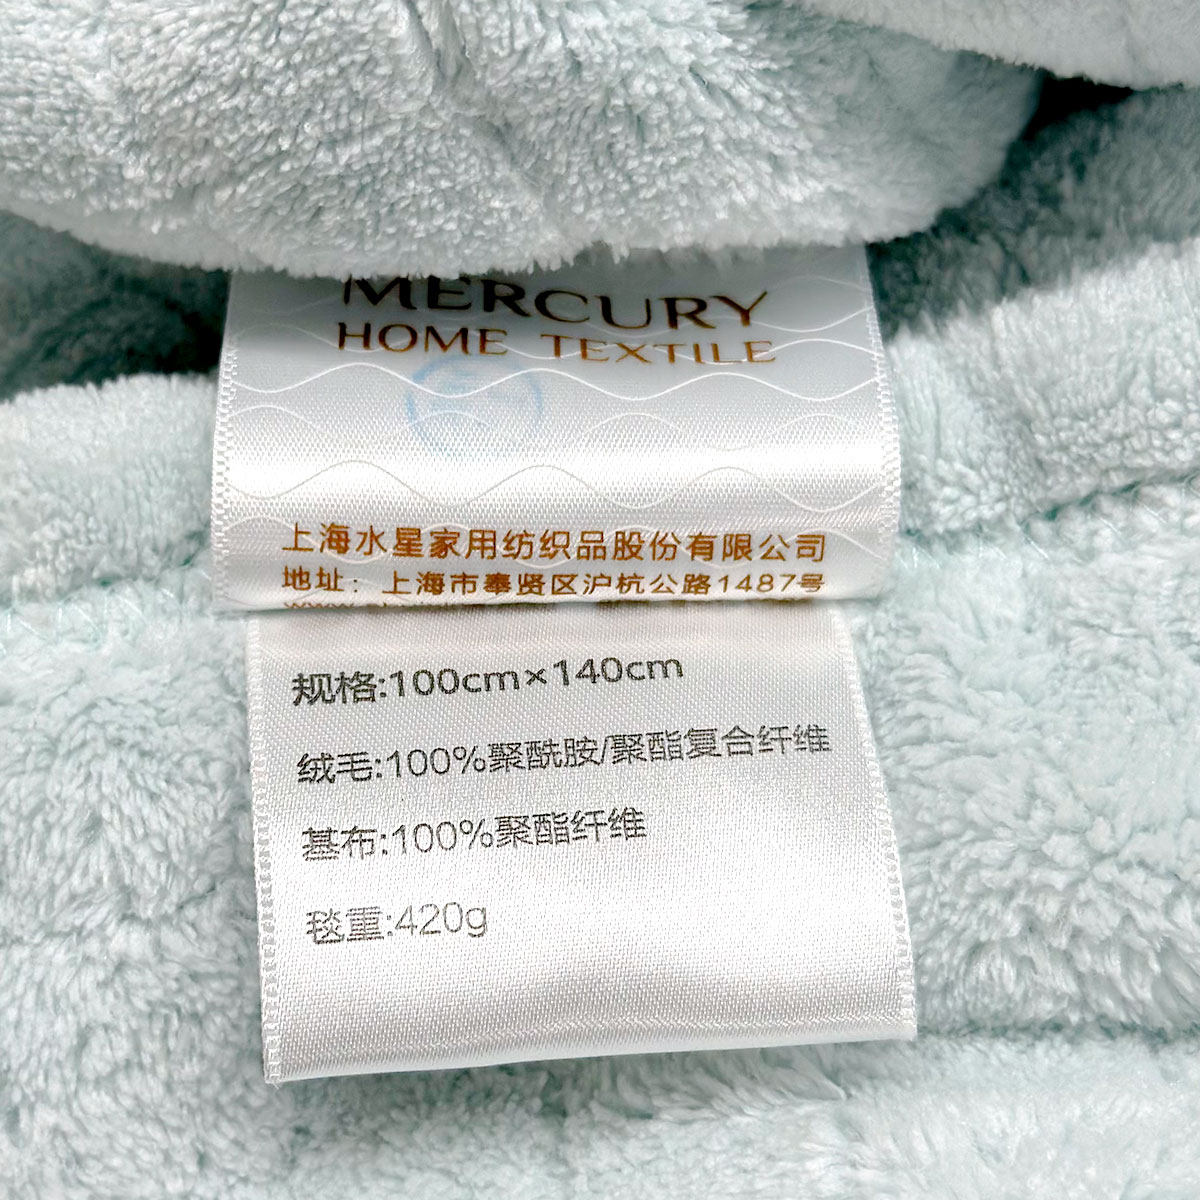 MERCURY
HOME TEXTILE
上海水星家用纺织品股份有限公司
地址：上海市奉贤区沪杭公路1487号
规格:100cm×140cm
绒毛:100%聚酰胺/聚酯复合纤维
基布:100%聚酯纤维
毯重:420g